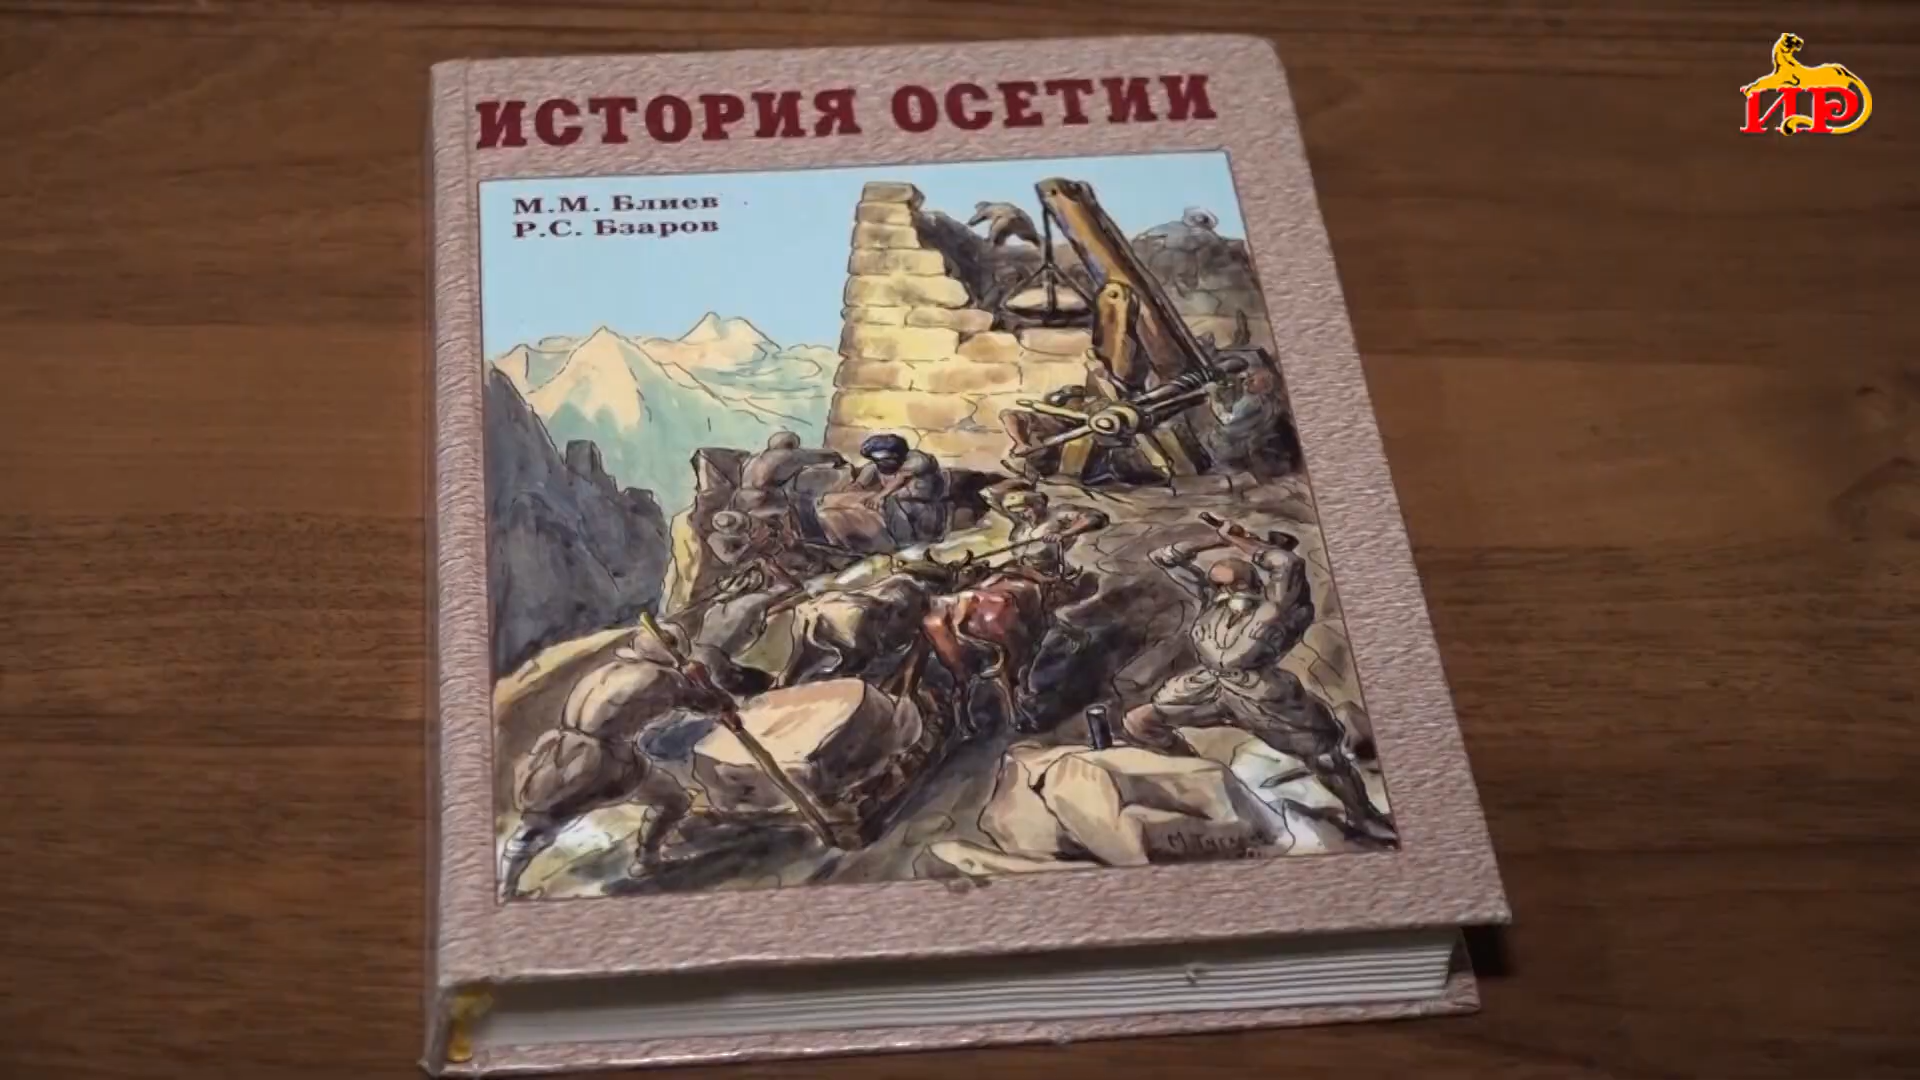 ИСТОРИЯ ОСЕТИИ
М.М. Блиев
Р.С. Бзаров
ИР